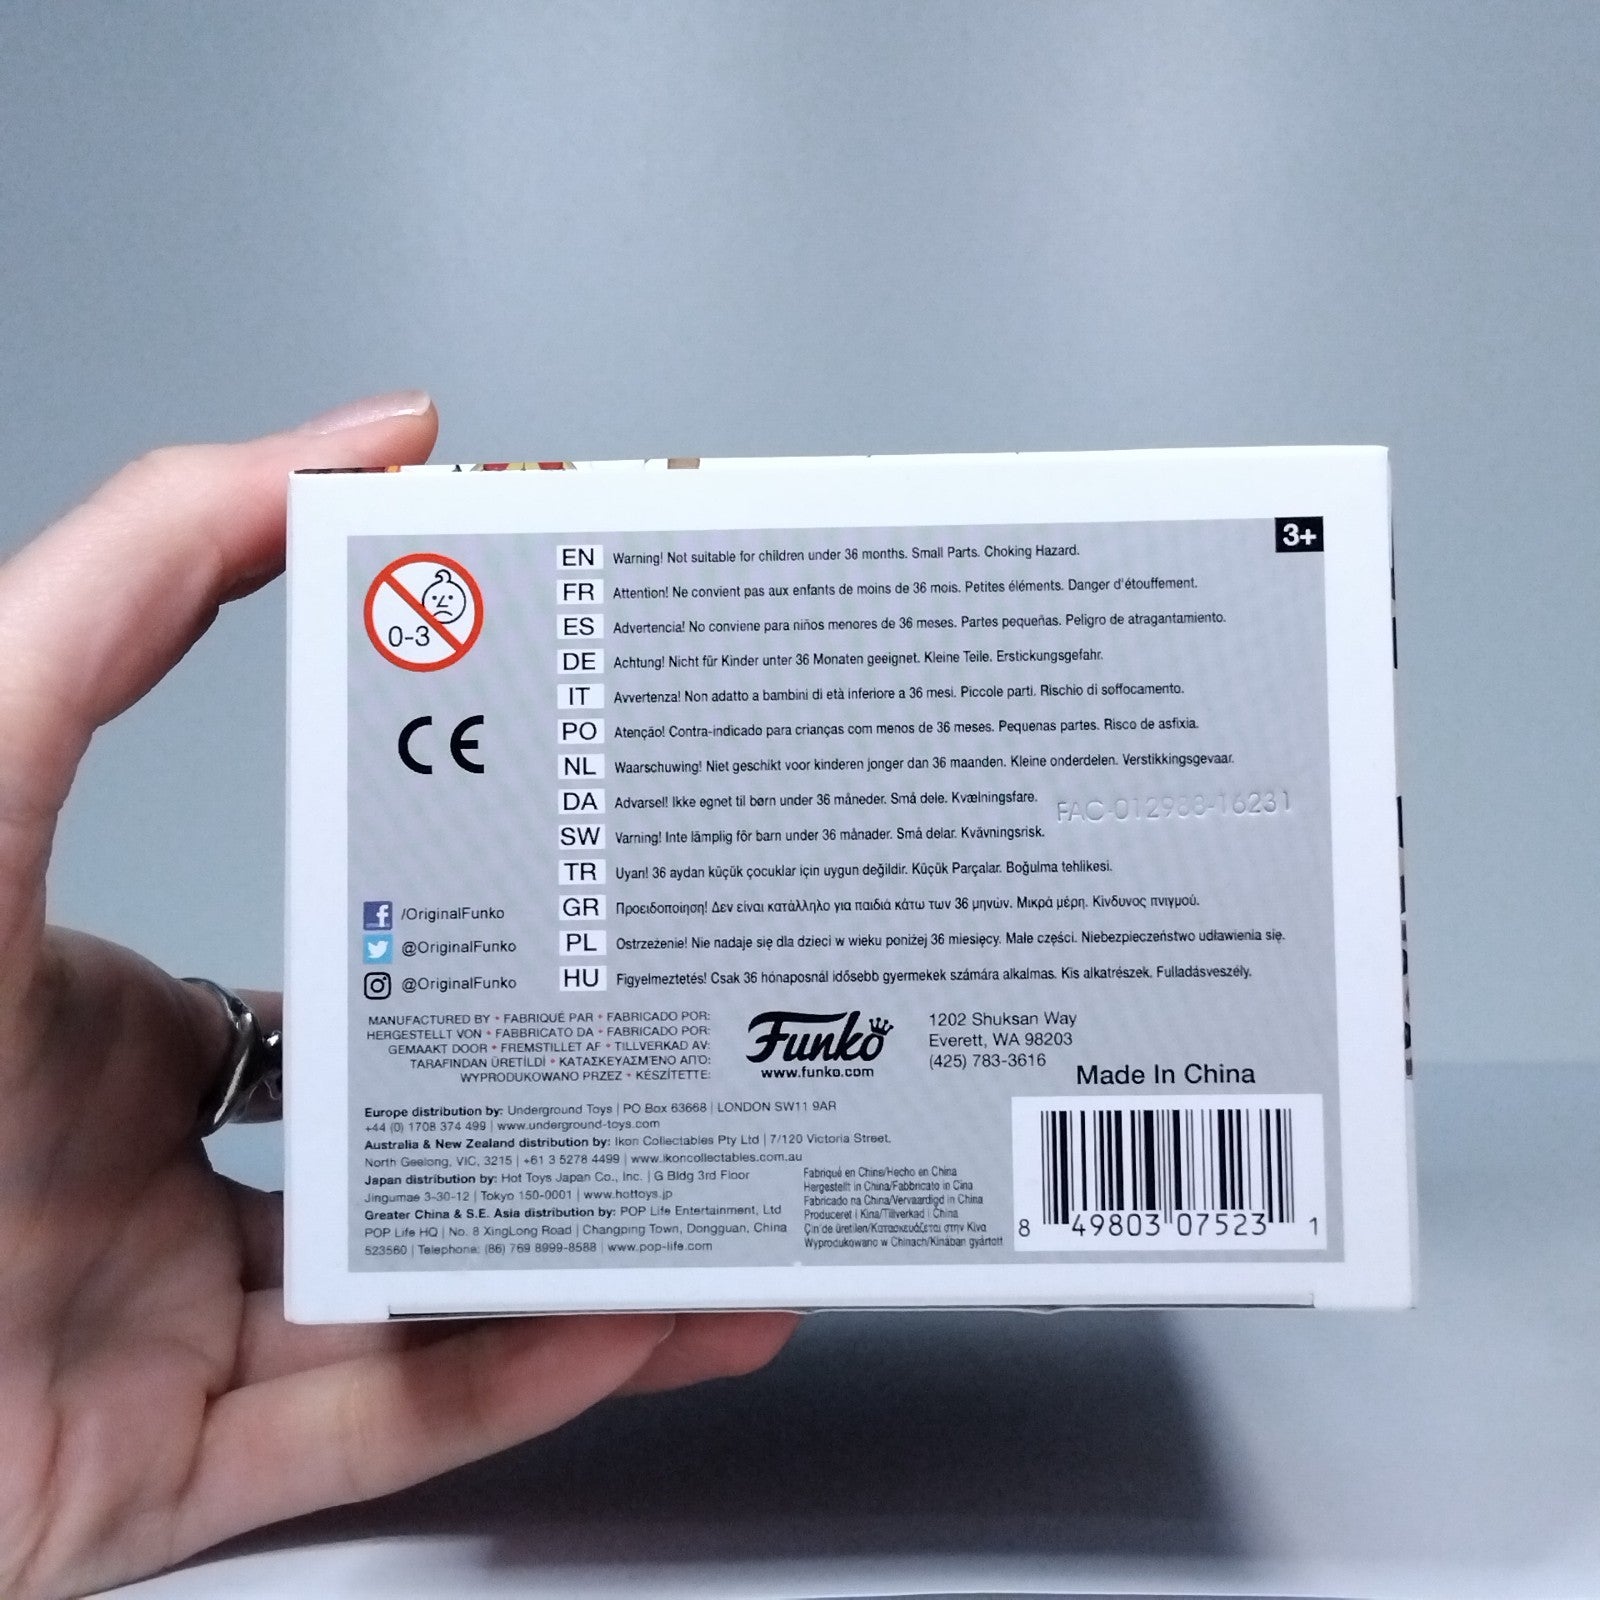 3+
0-3
CE
EN Warning! Not suitable for children under 36 months. Small Parts. Choking Hazard.
FR Attention! Ne convient pas aux enfants de moins de 36 mois. Petites éléments. Danger d'étouffement.
ES Advertencia! No conviene para niños menores de 36 meses. Partes pequeñas. Peligro de atragantamiento.
DE Achtung! Nicht für Kinder unter 36 Monaten geeignet. Kleine Teile. Erstickungsgefahr.
IT Avvertenza! Non adatto a bambini di età inferiore a 36 mesi. Piccole parti. Rischio di soffocamento.
PO Atenção! Contra-indicado para crianças com menos de 36 meses. Pequenas partes. Risco de asfixia.
NL Waarschuwing! Niet geschikt voor kinderen jonger dan 36 maanden. Kleine onderdelen. Verstikkingsgevaar.
DA Advarsel! Ikke egnet til børn under 36 måneder. Små dele. Kvælningsfare.
FAC-012988-16231
SW Varning! Inte lämplig för barn under 36 månader. Små delar. Kvävningsrisk.
TR Uyarı! 36 aydan küçük çocuklar için uygun değildir. Küçük Parçalar. Boğulma tehlikesi.
GR Προειδοποίηση! Δεν είναι κατάλληλο για παιδιά κάτω των 36 μηνών. Μικρά μέρη. Κίνδυνος πνιγμού.
PL Ostrzeżenie! Nie nadaje się dla dzieci w wieku poniżej 36 miesięcy. Małe części. Niebezpieczeństwo udławienia się.
HU Figyelmeztetés! Csak 36 hónaposnál idősebb gyermekek számára alkalmas. Kis alkatrészek. Fulladásveszély.
/OriginalFunko
@OriginalFunko
@OriginalFunko
MANUFACTURED BY • FABRIQUÉ PAR • FABRICADO POR:
HERGESTELLT VON • FABBRICATO DA • FABRICADO POR:
GEMAAKT DOOR • FREMSTILLET AF • TILLVERKAD AV:
TARAFINDAN ÜRETİLDİ • ΚΑΤΑΣΚΕΥΑΣΜΈΝΟ ΑΠΌ:
WYPRODUKOWANO PRZEZ • KÉSZÍTETTE:
Funko
www.funko.com
1202 Shuksan Way
Everett, WA 98203
(425) 783-3616
Made In China
Europe distribution by: Underground Toys | PO Box 63668 | LONDON SW11 9AR
+44 (0) 1708 374 499 | www.underground-toys.com
Australia & New Zealand distribution by: Ikon Collectables Pty Ltd | 7/120 Victoria Street,
North Geelong, VIC, 3215 | +61 3 5278 4499 | www.ikoncollectables.com.au
Japan distribution by: Hot Toys Japan Co., Inc. | G Bldg 3rd Floor
Jingumae 3-30-12 | Tokyo 150-0001 | www.hottoys.jp
Greater China & S.E. Asia distribution by: POP Life Entertainment, Ltd
POP Life HQ | No. 8 XingLong Road | Changping Town, Dongguan, China
523560 | Telephone: (86) 769 8999-8588 | www.pop-life.com
Fabriqué en Chine/Hecho en China
Hergestellt in China/Fabbricato in Cina
Fabricado na China/Vervaardigd in China
Produceret i Kina/Tillverkad i China
Çin'de üretilen/Κατασκευάζεται στην Κίνα
Wyprodukowano w Chinach/Kínában gyártott
8 49803 07523 1